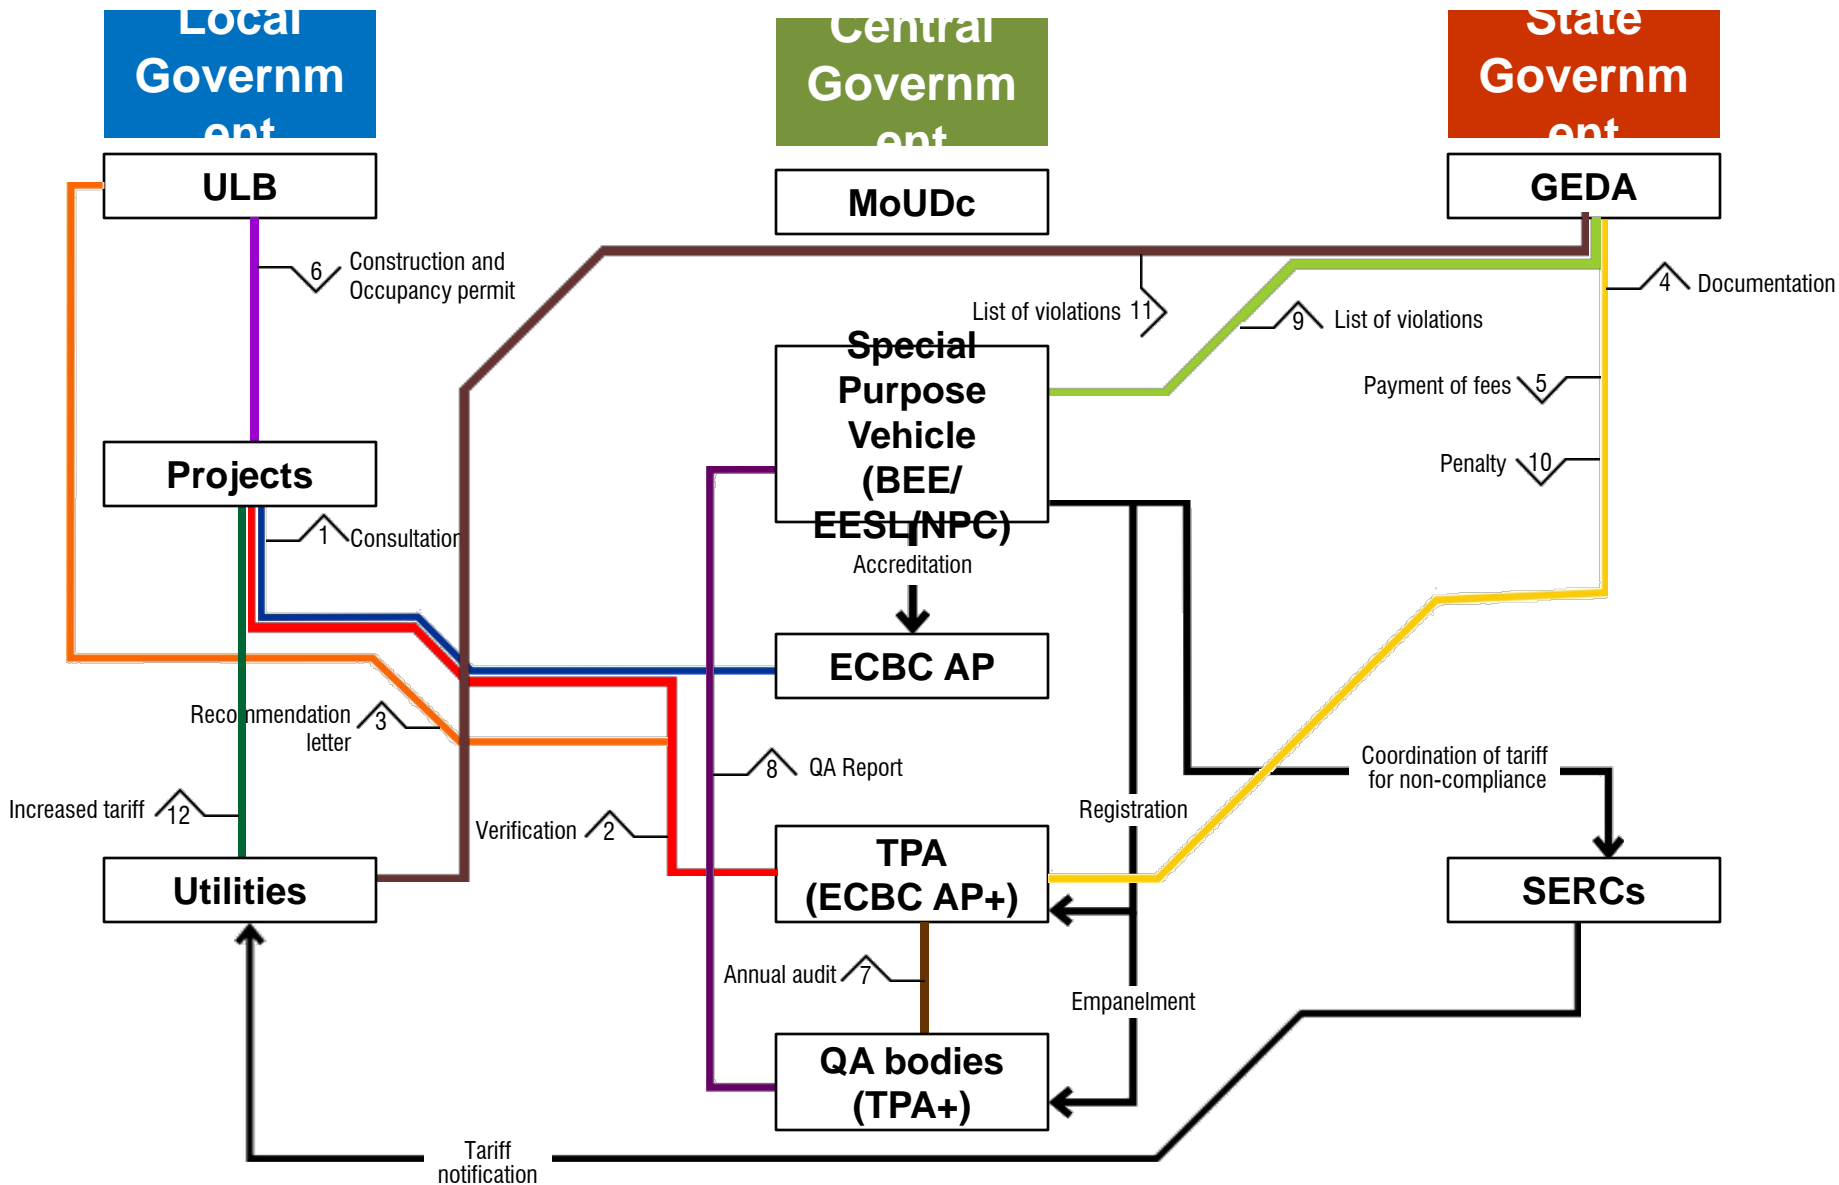 Local
Governm
ent
Central
Governm
ent
State
Governm
ent
ULB
MoUDc
GEDA
6
Construction and
Occupancy permit
List of violations 11
9 List of violations
4 Documentation
Special
Purpose
Vehicle
(BEE/
EESL/NPC)
Payment of fees 5
Penalty 10
Projects
1 Consultation
Accreditation
ECBC AP
Recommendation
letter
3
8 QA Report
Coordination of tariff
for non-compliance
Increased tariff 12
Verification 2
Registration
TPA
(ECBC AP+)
Utilities
SERCs
Annual audit 7
Empanelment
QA bodies
(TPA+)
Tariff
notification